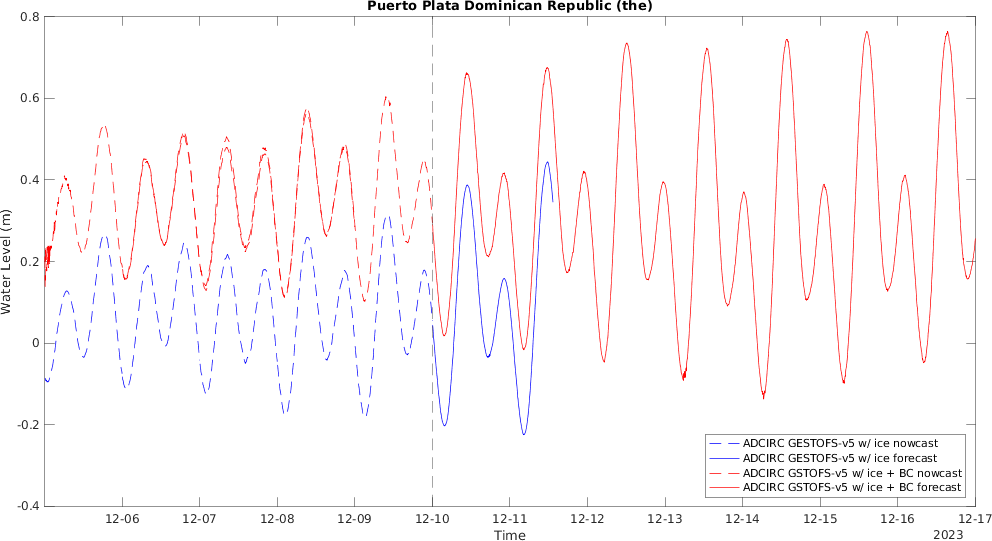 Puerto Plata Dominican Republic (the)
Water Level (m)
0.8
0.6
0.4
0.2
0
-0.2
-0.4
12-06
12-07
12-08
12-09
12-10
12-11
12-12
12-13
12-14
12-15
12-16
12-17
Time
2023
ADCIRC GESTOFS-v5 w/ ice nowcast
ADCIRC GESTOFS-v5 w/ ice forecast
ADCIRC GSTOFS-v5 w/ ice + BC nowcast
ADCIRC GSTOFS-v5 w/ ice + BC forecast